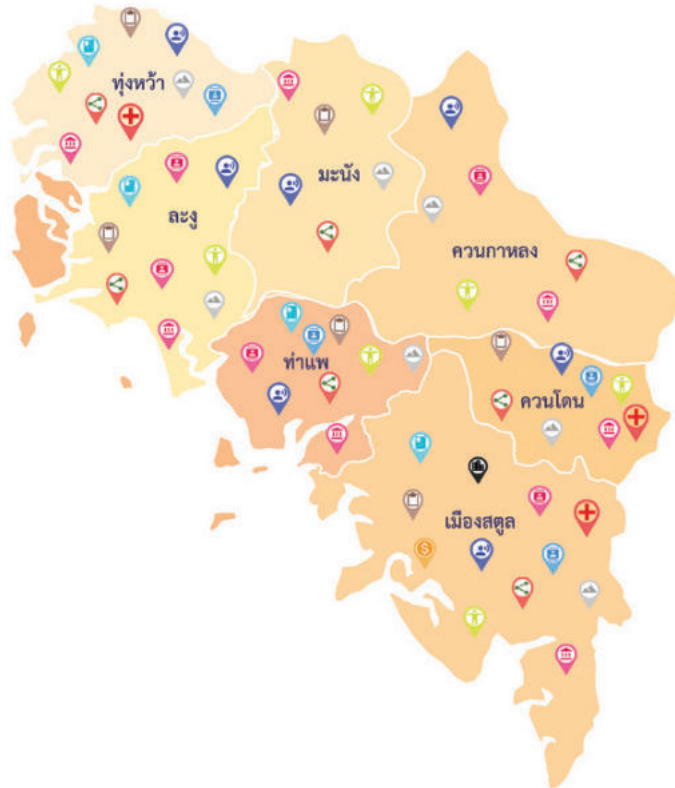 ทุ่งหว้า
มะนัง
ละงู
ควนกาหลง
ท่าแพ
ควนโดน
เมืองสตูล